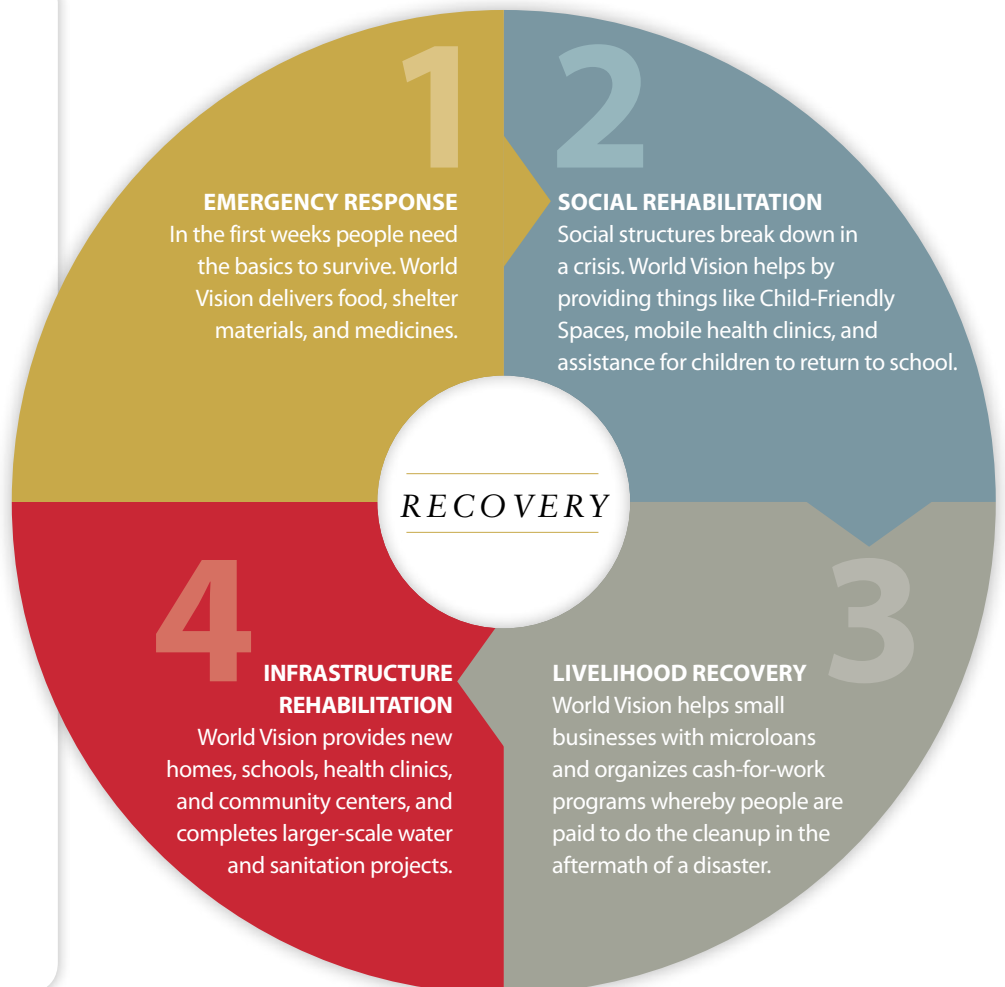 1
EMERGENCY RESPONSE
In the first weeks people need
the basics to survive. World
Vision delivers food, shelter
materials, and medicines.
2
SOCIAL REHABILITATION
Social structures break down in
a crisis. World Vision helps by
providing things like Child-Friendly
Spaces, mobile health clinics, and
assistance for children to return to school.
RECOVERY
3
LIVELIHOOD RECOVERY
World Vision helps small
businesses with microloans
and organizes cash-for-work
programs whereby people are
paid to do the cleanup in the
aftermath of a disaster.
4
INFRASTRUCTURE
REHABILITATION
World Vision provides new
homes, schools, health clinics,
and community centers, and
completes larger-scale water
and sanitation projects.